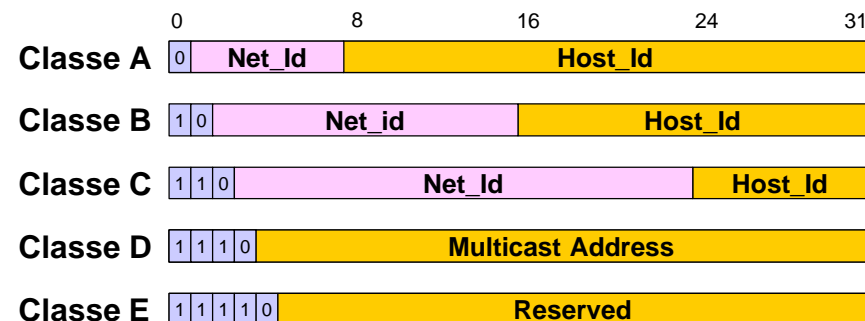 0 8 16 24 31
Classe A 0 Net_Id Host_Id
Classe B 1 0 Net_id Host_Id
Classe C 1 1 0 Net_Id Host_Id
Classe D 1 1 1 0 Multicast Address
Classe E 1 1 1 1 0 Reserved